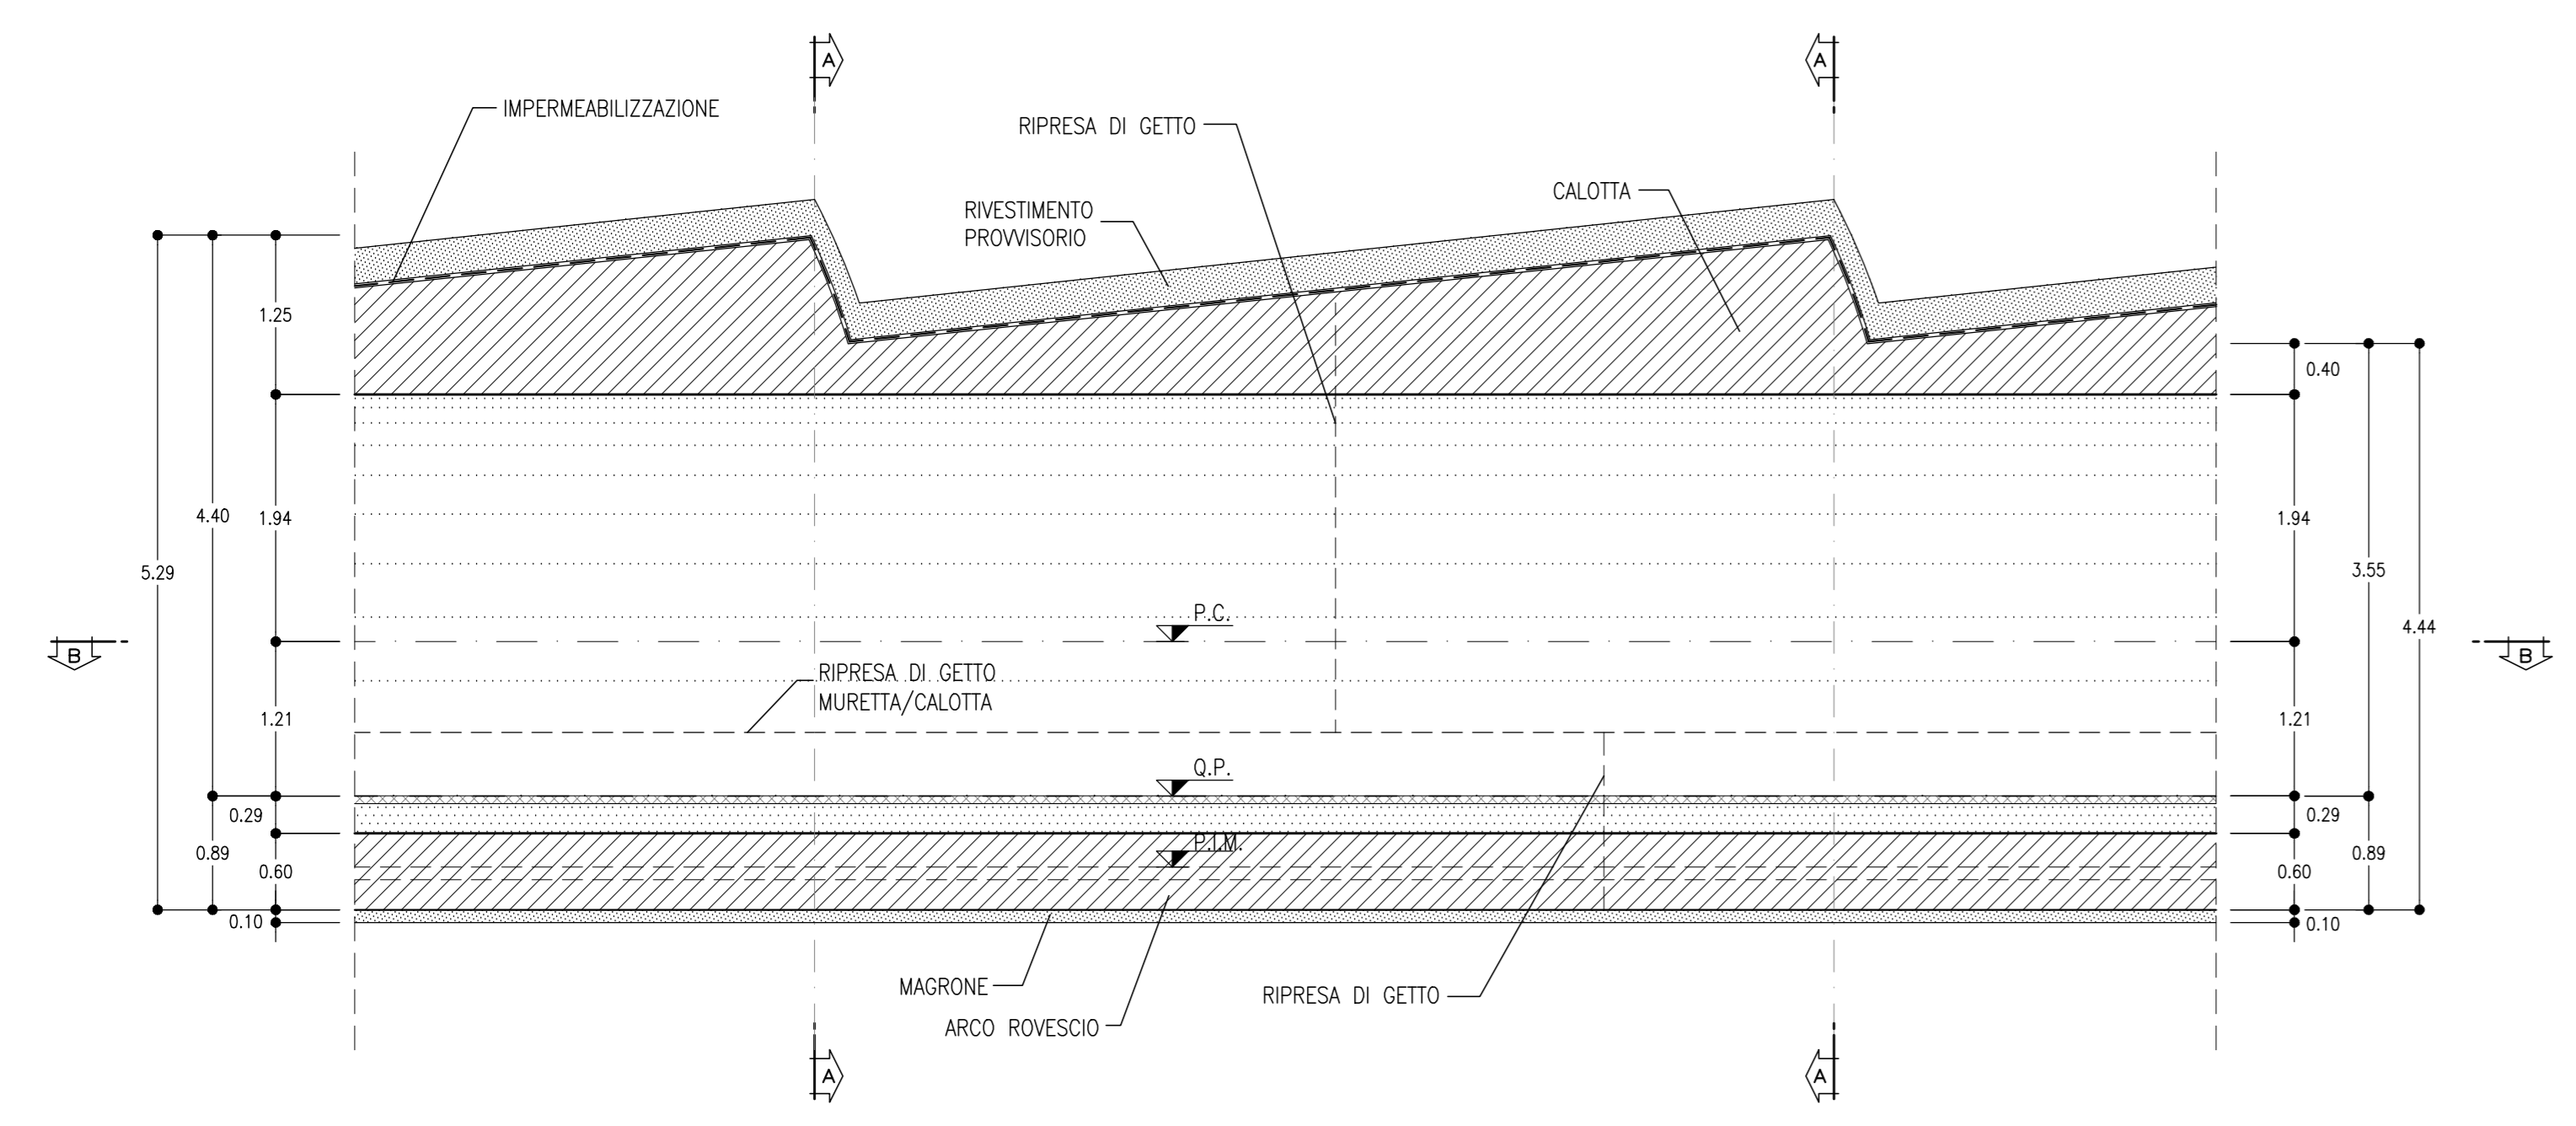 A
A
IMPERMEABILIZZAZIONE
RIPRESA DI GETTO
CALOTTA
RIVESTIMENTO
PROVVISORIO
1.25
0.40
4.40
1.94
1.94
5.29
3.55
P.C.
4.44
B
B
RIPRESA DI GETTO
MURETTA/CALOTTA
1.21
1.21
Q.P.
0.29
0.29
P.I.M.
0.89
0.89
0.60
0.60
0.10
0.10
MAGRONE
RIPRESA DI GETTO
ARCO ROVESCIO
A
A